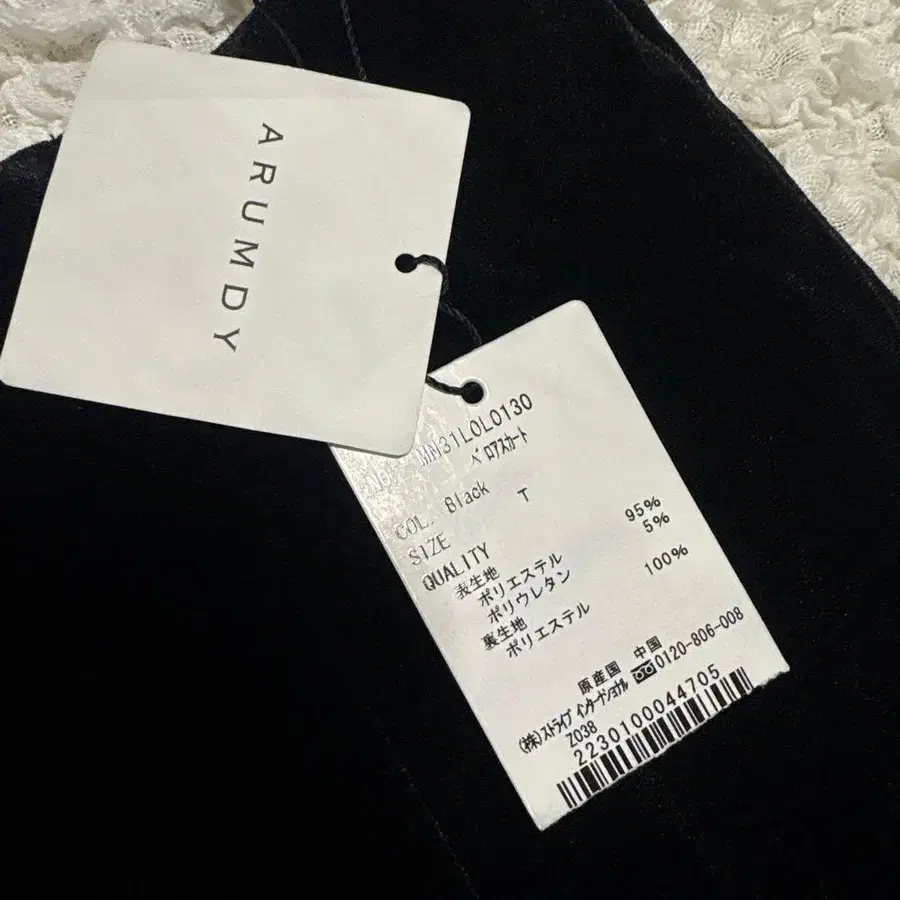 ARUMDY
No. MN31L0L0130
ベロアスカート
COL. Black
SIZE T
QUALITY
表生地
ポリエステル 95%
ポリウレタン 5%
裏生地
ポリエステル 100%
原産国 中国
(株)ストライプ インターナショナル 0120-806-008
Z038
2230100044705